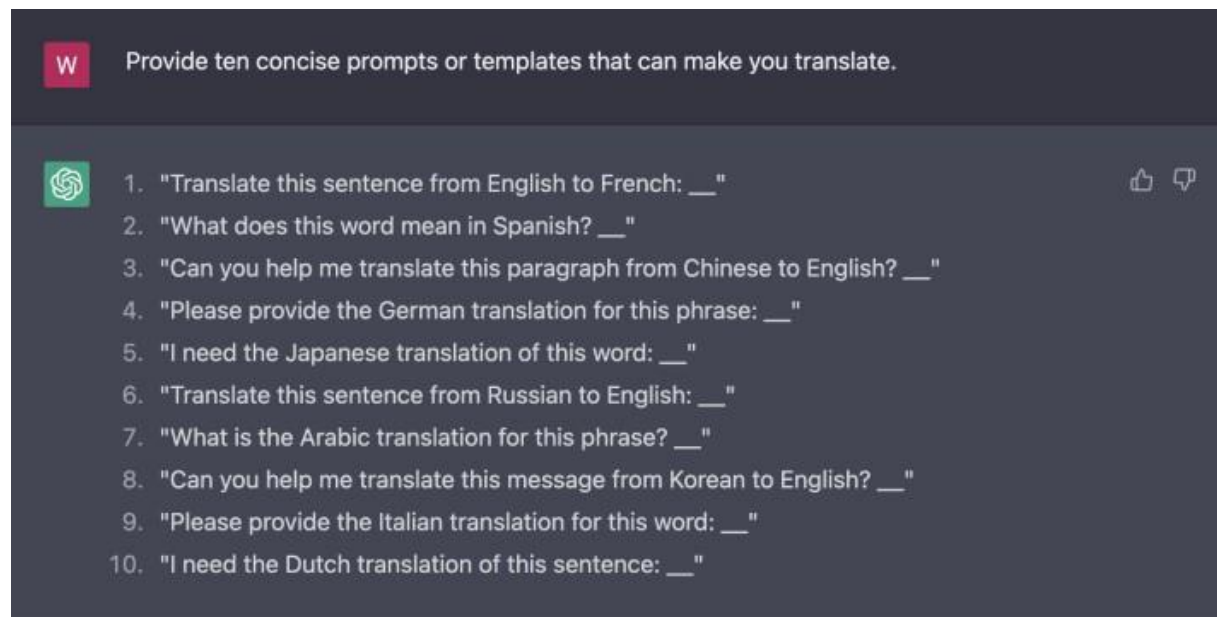 W
Provide ten concise prompts or templates that can make you translate.
1. "Translate this sentence from English to French: __"
2. "What does this word mean in Spanish? __"
3. "Can you help me translate this paragraph from Chinese to English? __"
4. "Please provide the German translation for this phrase: __"
5. "I need the Japanese translation of this word: __"
6. "Translate this sentence from Russian to English: __"
7. "What is the Arabic translation for this phrase? __"
8. "Can you help me translate this message from Korean to English? __"
9. "Please provide the Italian translation for this word: __"
10. "I need the Dutch translation of this sentence: __"